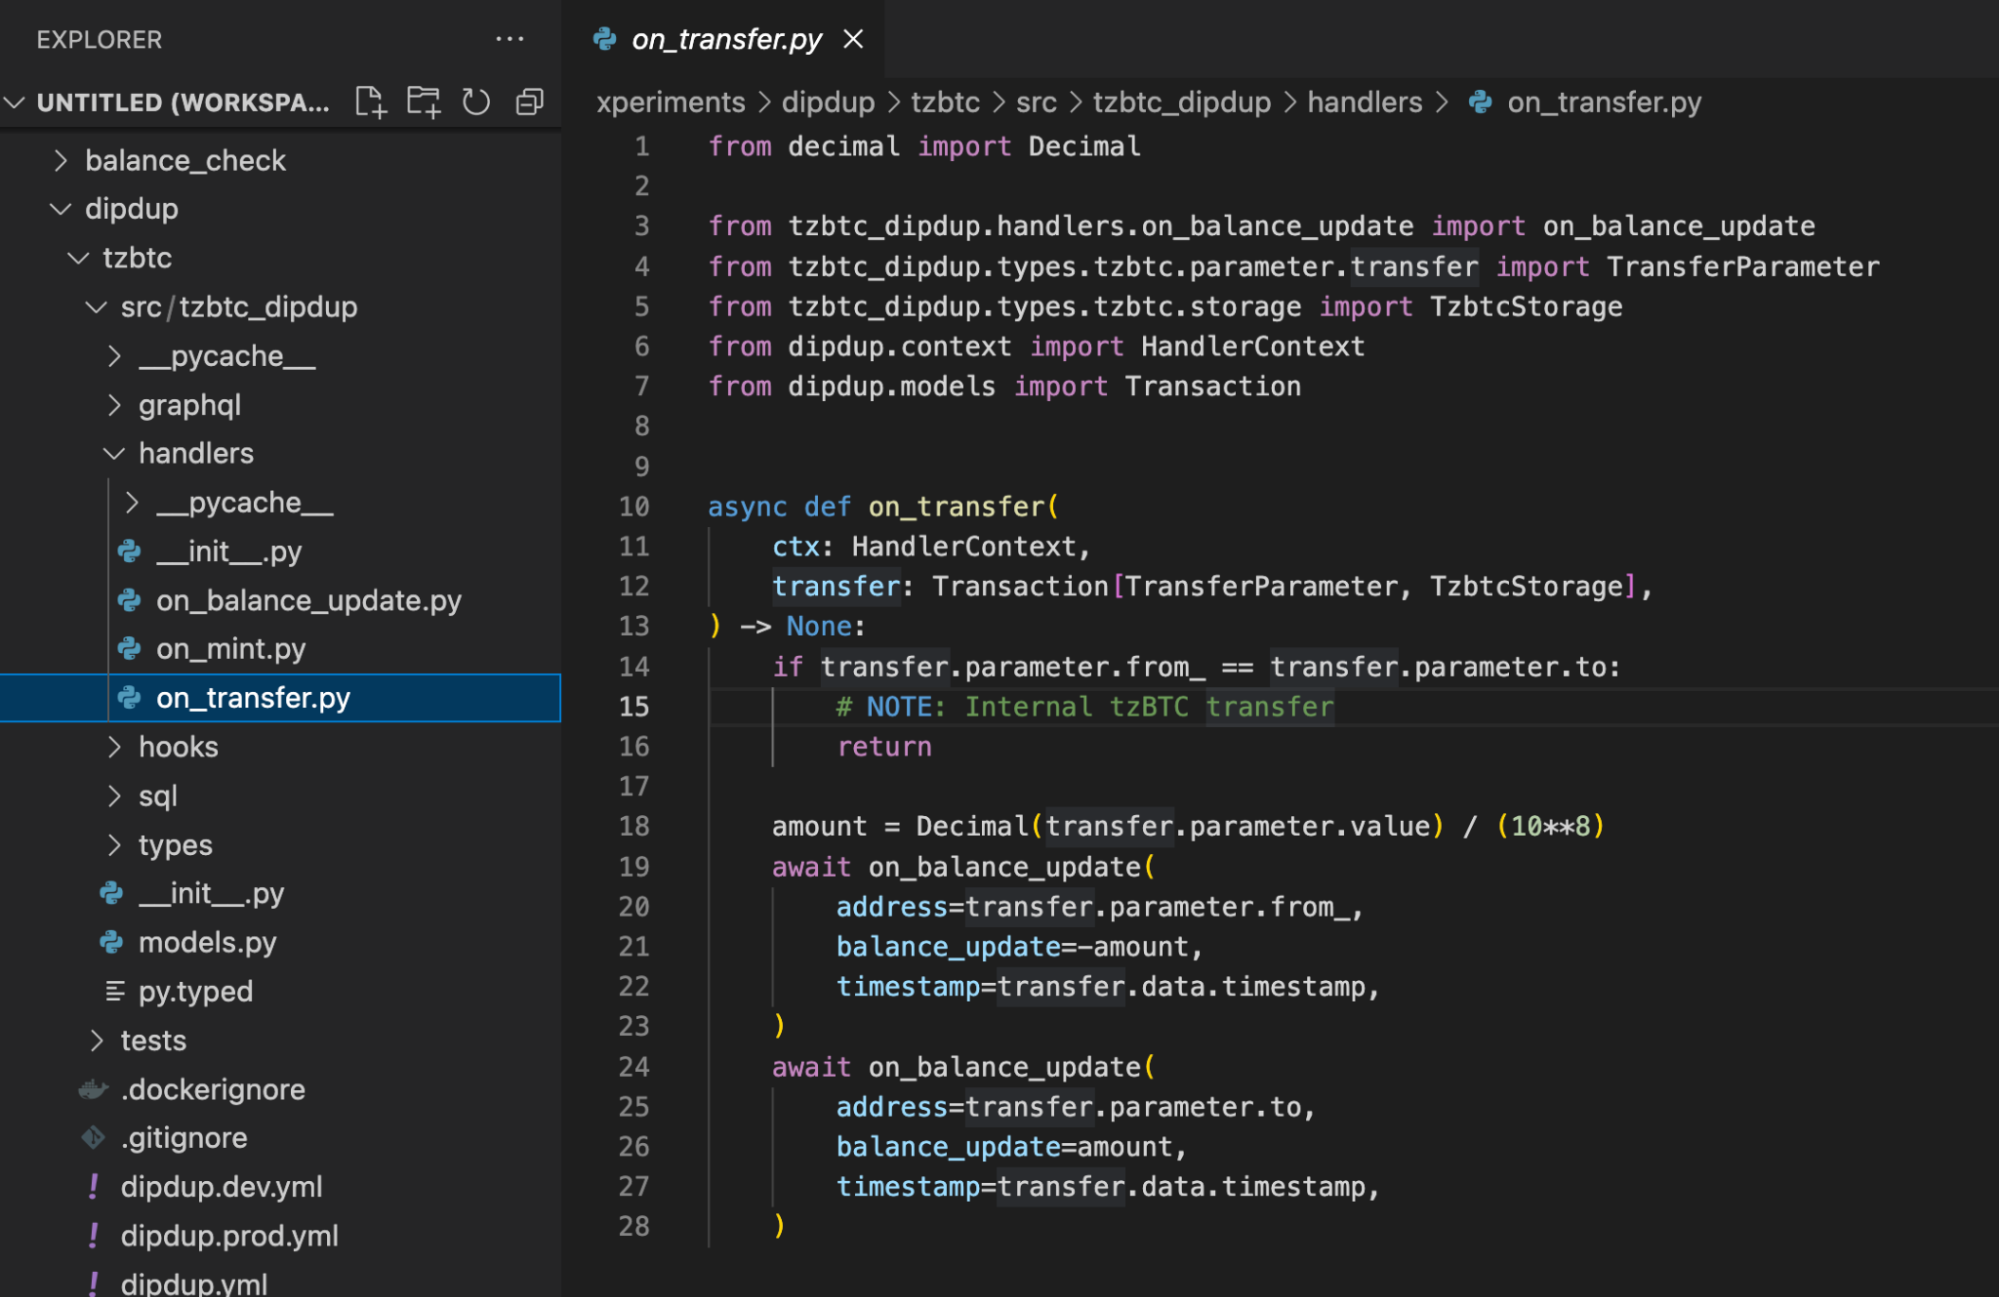 EXPLORER
UNTITLED (WORKSPA...
balance_check
dipdup
tzbtc
src/tzbtc_dipdup
__pycache__
graphql
handlers
__pycache__
__init__.py
on_balance_update.py
on_mint.py
on_transfer.py
hooks
sql
types
__init__.py
models.py
py.typed
tests
.dockerignore
.gitignore
! dipdup.dev.yml
! dipdup.prod.yml
! dipdup.yml
on_transfer.py
xperiments > dipdup > tzbtc > src > tzbtc_dipdup > handlers > on_transfer.py
1 from decimal import Decimal
2
3 from tzbtc_dipdup.handlers.on_balance_update import on_balance_update
4 from tzbtc_dipdup.types.tzbtc.parameter.transfer import TransferParameter
5 from tzbtc_dipdup.types.tzbtc.storage import TzbtcStorage
6 from dipdup.context import HandlerContext
7 from dipdup.models import Transaction
8
9
10 async def on_transfer(
11     ctx: HandlerContext,
12     transfer: Transaction[TransferParameter, TzbtcStorage],
13 ) -> None:
14     if transfer.parameter.from_ == transfer.parameter.to:
15         # NOTE: Internal tzBTC transfer
16         return
17
18     amount = Decimal(transfer.parameter.value) / (10**8)
19     await on_balance_update(
20         address=transfer.parameter.from_,
21         balance_update=-amount,
22         timestamp=transfer.data.timestamp,
23     )
24     await on_balance_update(
25         address=transfer.parameter.to,
26         balance_update=amount,
27         timestamp=transfer.data.timestamp,
28     )